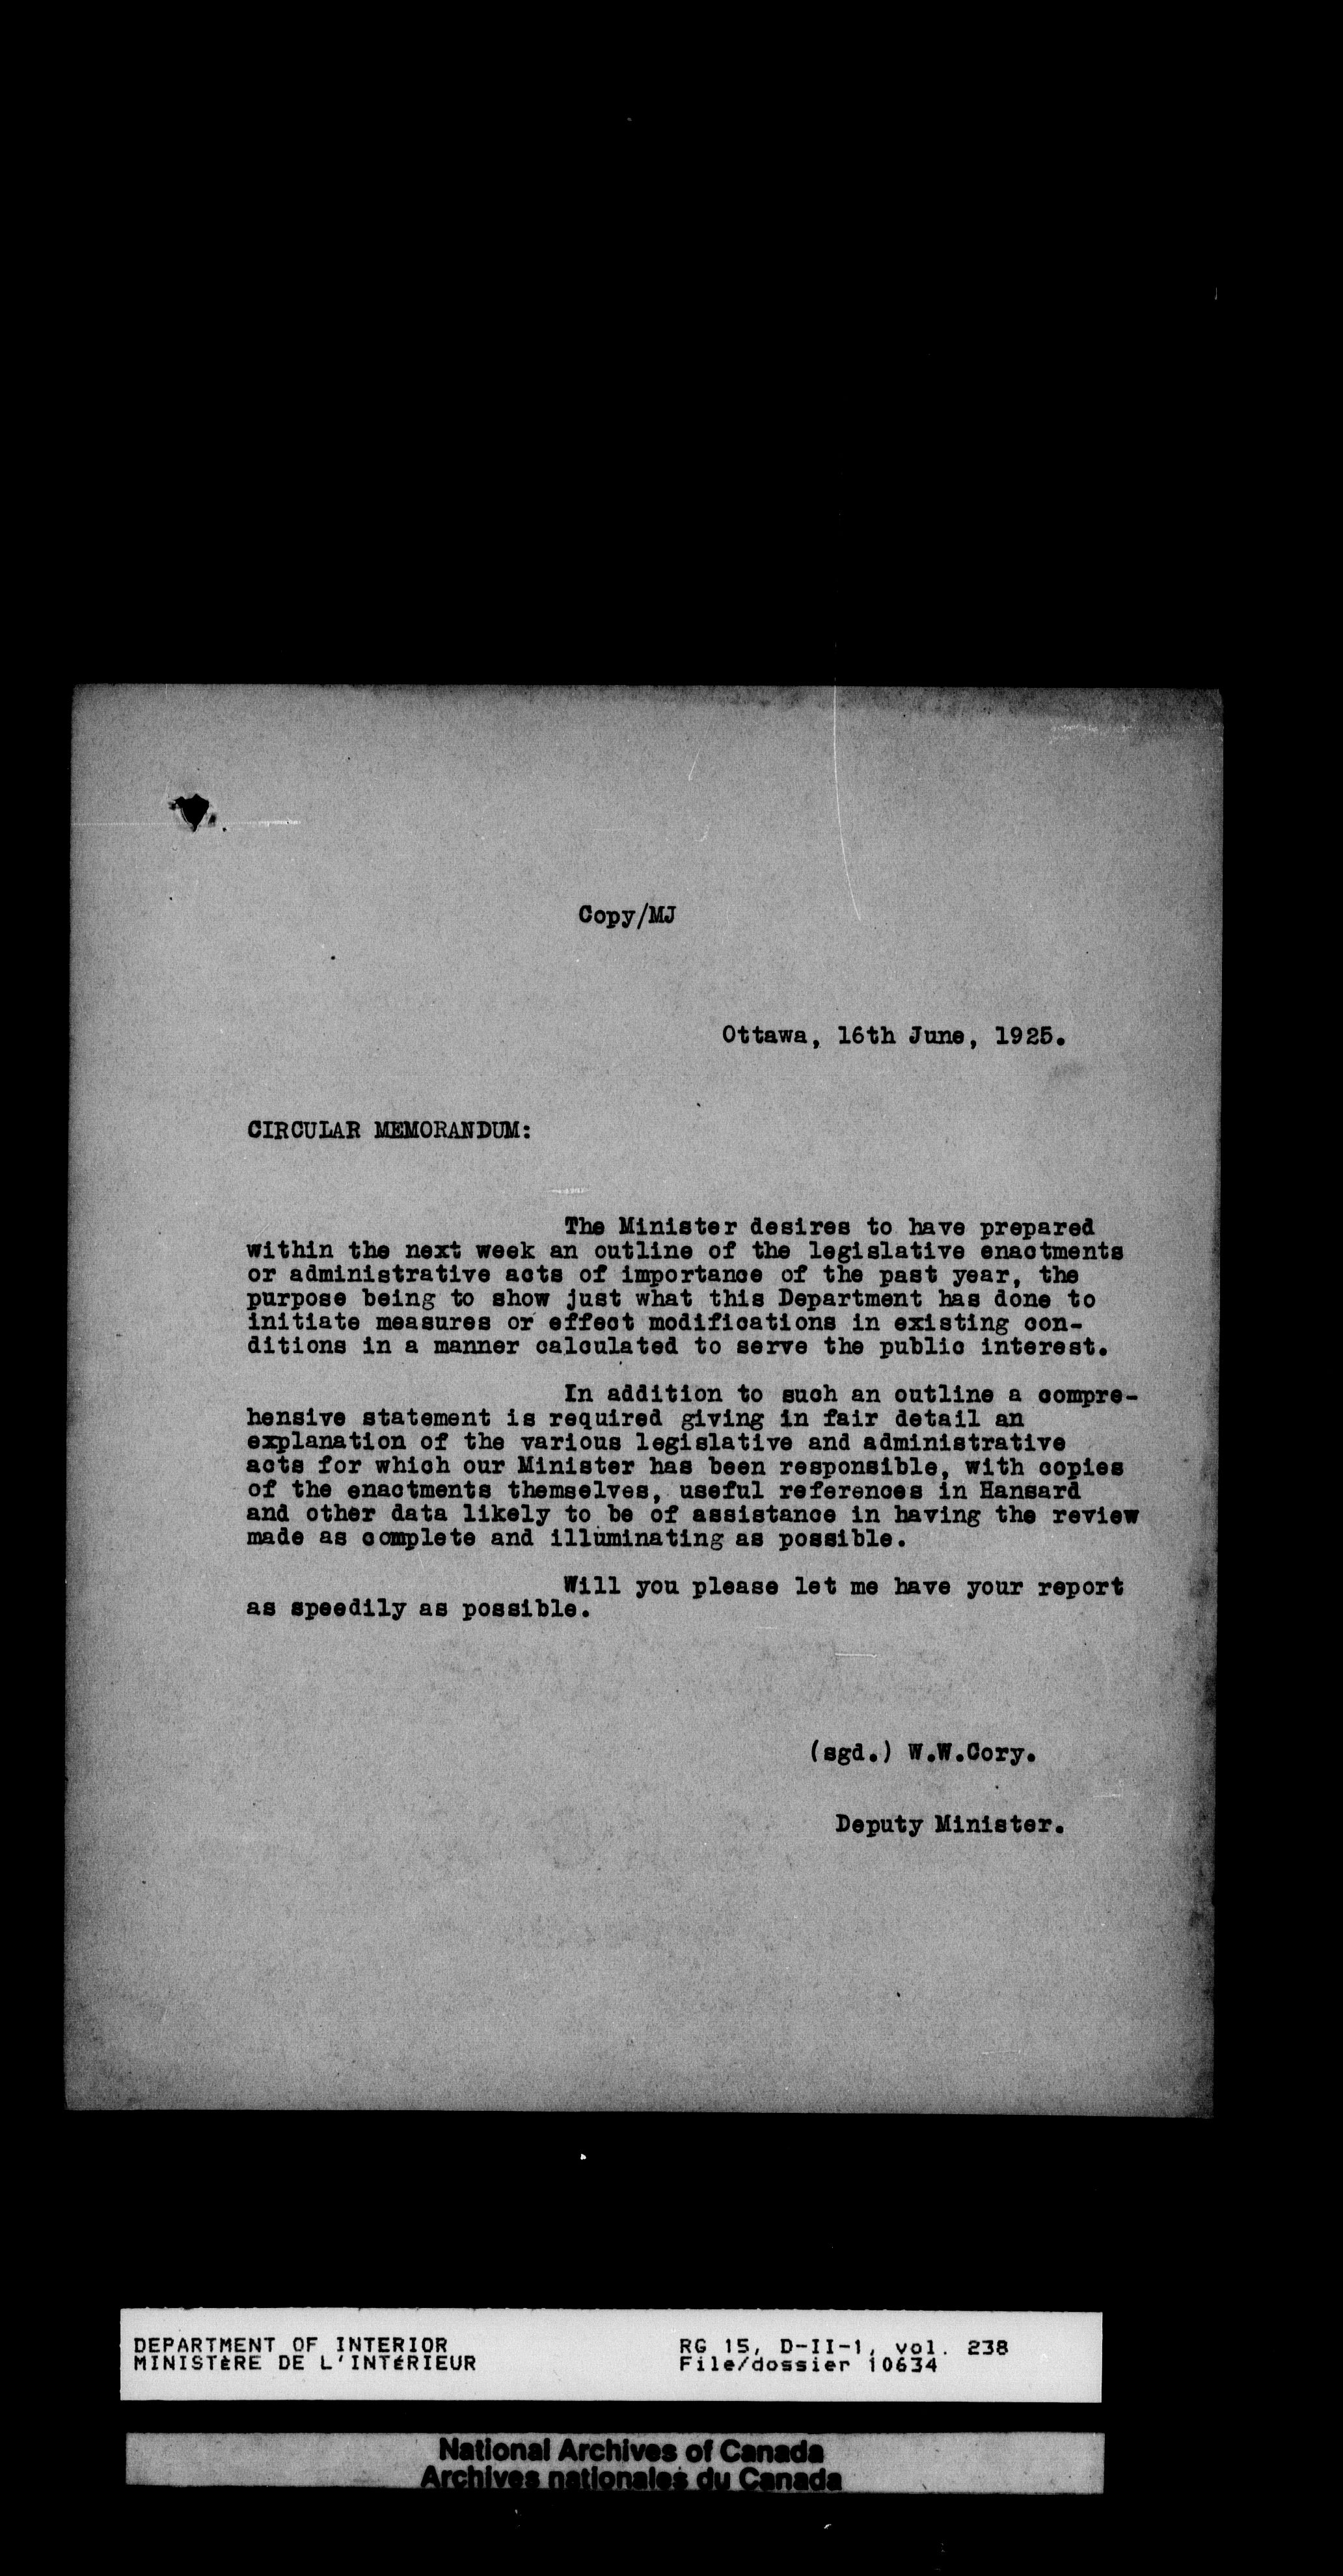 Copy/MJ
Ottawa, 16th June, 1925.
CIRCULAR MEMORANDUM:
The Minister desires to have prepared
within the next week an outline of the legislative enactments
or administrative acts of importance of the past year, the
purpose being to show just what this Department has done to
initiate measures or effect modifications in existing con-
ditions in a manner calculated to serve the public interest.
In addition to such an outline a compre-
hensive statement is required giving in fair detail an
explanation of the various legislative and administrative
acts for which our Minister has been responsible, with copies
of the enactments themselves, useful references in Hansard
and other data likely to be of assistance in having the review
made as complete and illuminating as possible.
Will you please let me have your report
as speedily as possible.
(sgd.) W.W.Cory.
Deputy Minister.
DEPARTMENT OF INTERIOR RG 15, D-II-1, vol. 238
MINISTÈRE DE L'INTÉRIEUR File/dossier 10634
National Archives of Canada
Archives nationales du Canada